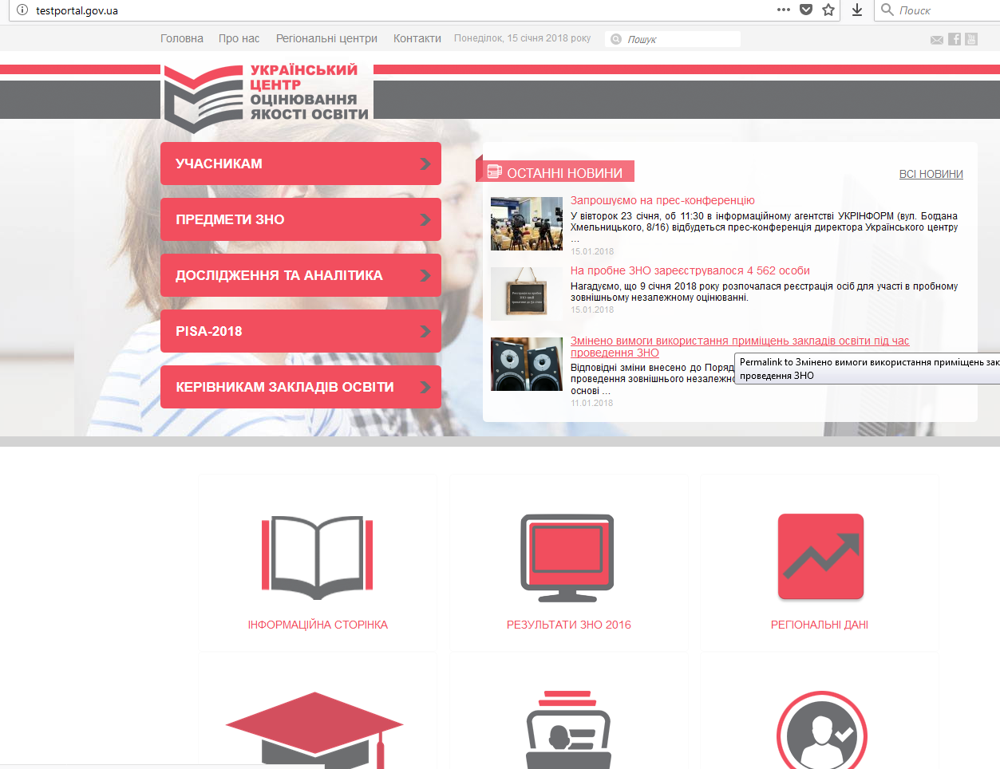 testportal.gov.ua
Поиск
Головна Про нас Регіональні центри Контакти Понеділок, 15 січня 2018 року Пошук
УКРАЇНСЬКИЙ
ЦЕНТР
ОЦІНЮВАННЯ
ЯКОСТІ ОСВІТИ
УЧАСНИКАМ
ПРЕДМЕТИ ЗНО
ДОСЛІДЖЕННЯ ТА АНАЛІТИКА
PISA-2018
КЕРІВНИКАМ ЗАКЛАДІВ ОСВІТИ
ОСТАННІ НОВИНИ
ВСІ НОВИНИ
Запрошуємо на прес-конференцію
У вівторок 23 січня, об 11:30 в інформаційному агентстві УКРІНФОРМ (вул. Богдана
Хмельницького, 8/16) відбудеться прес-конференція директора Українського центру
...
15.01.2018
На пробне ЗНО зареєструвалося 4 562 особи
Нагадуємо, що 9 січня 2018 року розпочалася реєстрація осіб для участі в пробному
зовнішньому незалежному оцінюванні.
15.01.2018
Змінено вимоги використання приміщень закладів освіти під час
проведення ЗНО
Відповідні зміни внесено до Поряд
проведення зовнішнього незалежно
основі ...
11.01.2018
Permalink to Змінено вимоги використання приміщень зак
проведення ЗНО
ІНФОРМАЦІЙНА СТОРІНКА
РЕЗУЛЬТАТИ ЗНО 2016
РЕГІОНАЛЬНІ ДАНІ